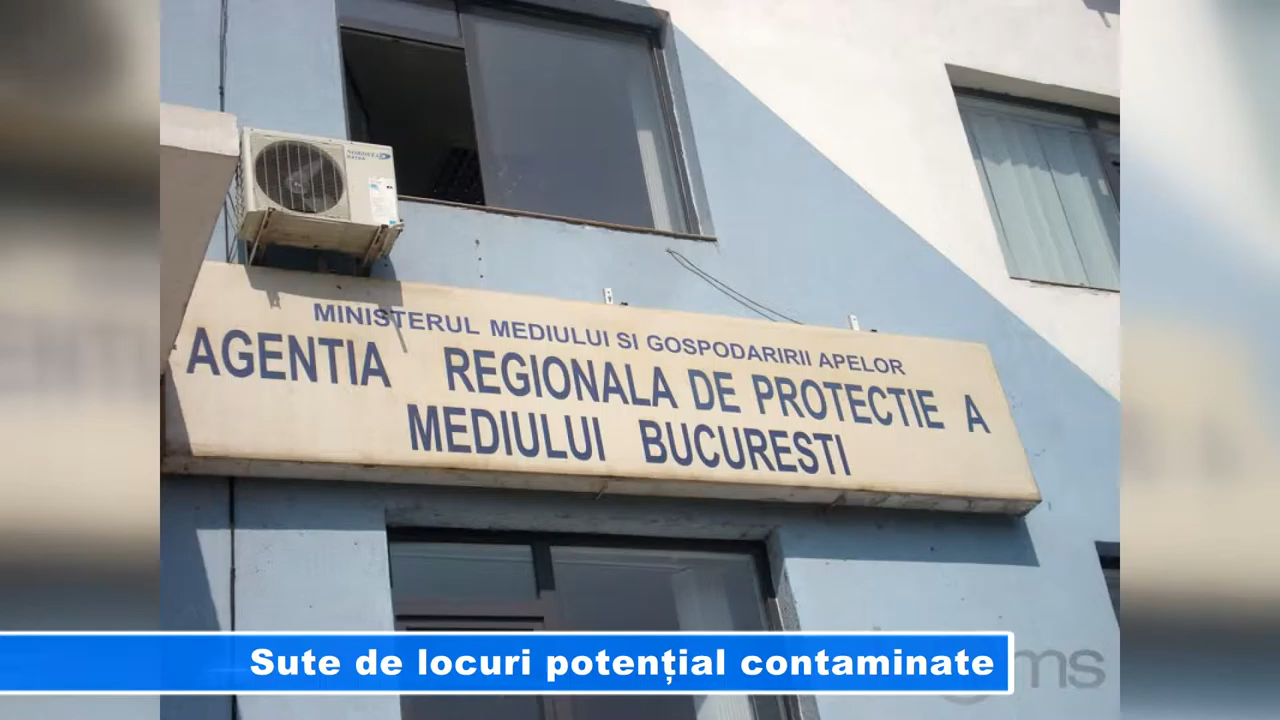 MINISTERUL MEDIULUI SI GOSPODARIRII APELOR
AGENTIA REGIONALA DE PROTECTIE A
MEDIULUI BUCURESTI
Sute de locuri potențial contaminate